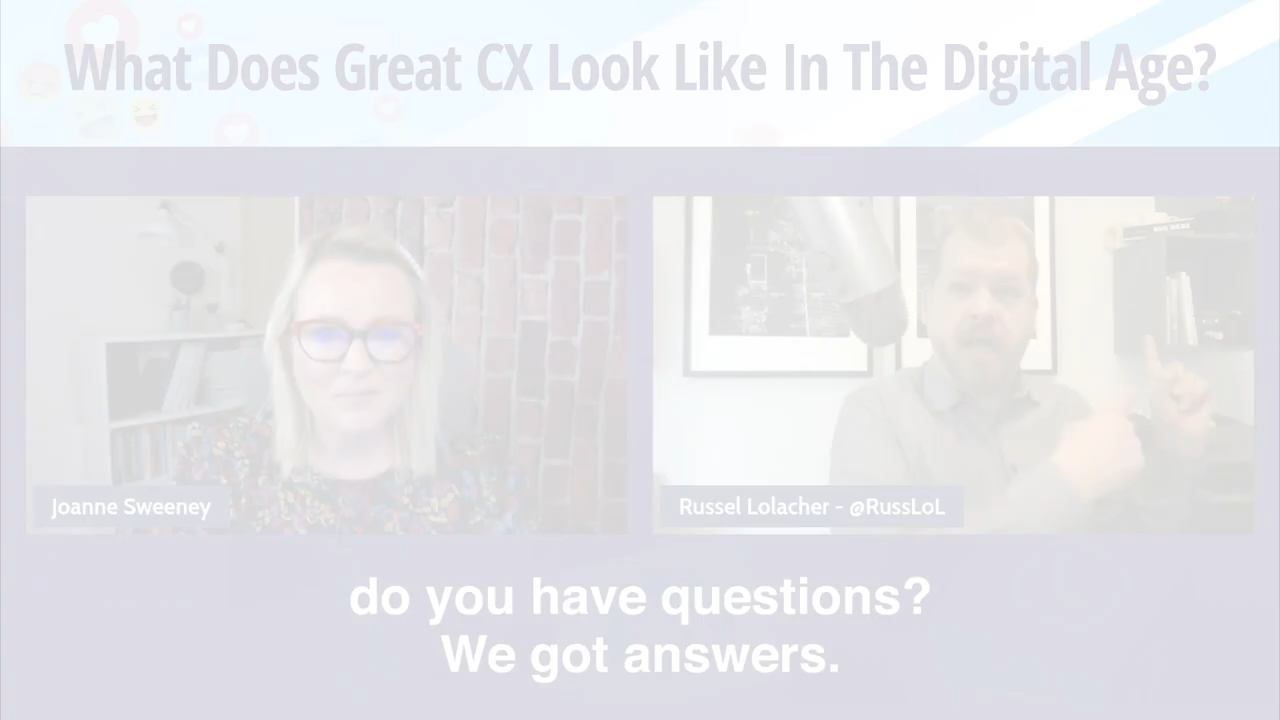 What Does Great CX Look Like In The Digital Age?
Joanne Sweeney
Russel Lolacher - @RussLoL
do you have questions?
We got answers.